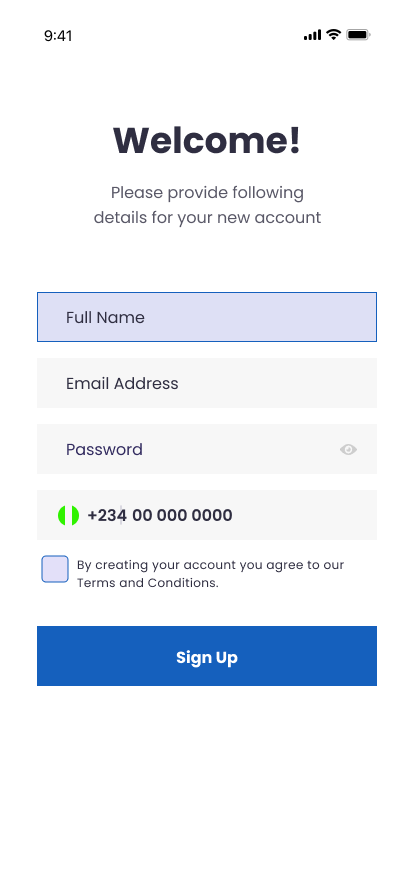 9:41
Welcome!
Please provide following
details for your new account
Full Name
Email Address
Password
+234 00 000 0000
By creating your account you agree to our
Terms and Conditions.
Sign Up